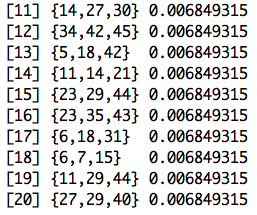 [11] {14,27,30} 0.006849315
[12] {34,42,45} 0.006849315
[13] {5,18,42} 0.006849315
[14] {11,14,21} 0.006849315
[15] {23,29,44} 0.006849315
[16] {23,35,43} 0.006849315
[17] {6,18,31} 0.006849315
[18] {6,7,15} 0.006849315
[19] {11,29,44} 0.006849315
[20] {27,29,40} 0.006849315